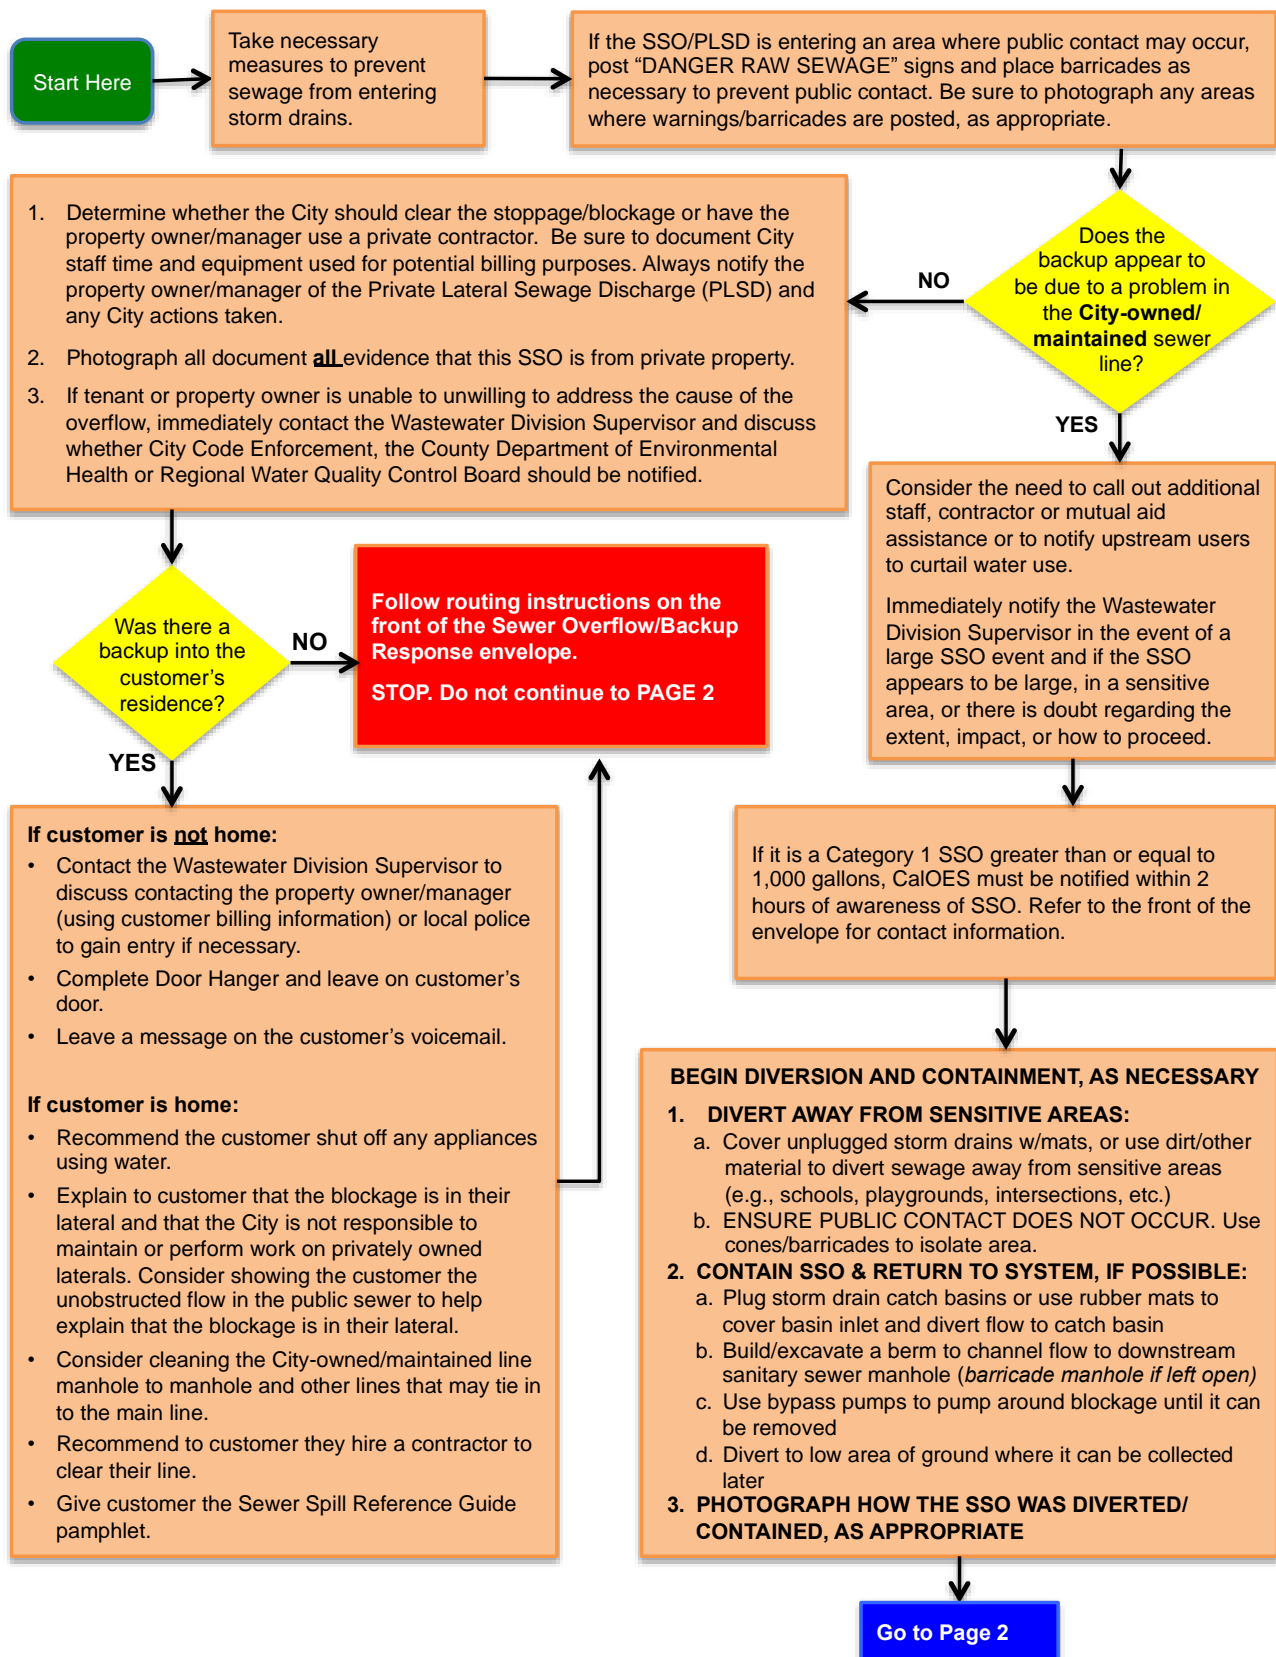 Start Here
Take necessary
measures to prevent
sewage from entering
storm drains.
If the SSO/PLSD is entering an area where public contact may occur,
post “DANGER RAW SEWAGE” signs and place barricades as
necessary to prevent public contact. Be sure to photograph any areas
where warnings/barricades are posted, as appropriate.
Does the
backup appear to
be due to a problem in
the City-owned/
maintained sewer
line?
NO
YES
1. Determine whether the City should clear the stoppage/blockage or have the
property owner/manager use a private contractor. Be sure to document City
staff time and equipment used for potential billing purposes. Always notify the
property owner/manager of the Private Lateral Sewage Discharge (PLSD) and
any City actions taken.
2. Photograph all document all evidence that this SSO is from private property.
3. If tenant or property owner is unable to unwilling to address the cause of the
overflow, immediately contact the Wastewater Division Supervisor and discuss
whether City Code Enforcement, the County Department of Environmental
Health or Regional Water Quality Control Board should be notified.
Was there a
backup into the
customer’s
residence?
NO
YES
Follow routing instructions on the
front of the Sewer Overflow/Backup
Response envelope.
STOP. Do not continue to PAGE 2
If customer is not home:
• Contact the Wastewater Division Supervisor to
discuss contacting the property owner/manager
(using customer billing information) or local police
to gain entry if necessary.
• Complete Door Hanger and leave on customer’s
door.
• Leave a message on the customer’s voicemail.
If customer is home:
• Recommend the customer shut off any appliances
using water.
• Explain to customer that the blockage is in their
lateral and that the City is not responsible to
maintain or perform work on privately owned
laterals. Consider showing the customer the
unobstructed flow in the public sewer to help
explain that the blockage is in their lateral.
• Consider cleaning the City-owned/maintained line
manhole to manhole and other lines that may tie in
to the main line.
• Recommend to customer they hire a contractor to
clear their line.
• Give customer the Sewer Spill Reference Guide
pamphlet.
Consider the need to call out additional
staff, contractor or mutual aid
assistance or to notify upstream users
to curtail water use.
Immediately notify the Wastewater
Division Supervisor in the event of a
large SSO event and if the SSO
appears to be large, in a sensitive
area, or there is doubt regarding the
extent, impact, or how to proceed.
If it is a Category 1 SSO greater than or equal to
1,000 gallons, CalOES must be notified within 2
hours of awareness of SSO. Refer to the front of the
envelope for contact information.
BEGIN DIVERSION AND CONTAINMENT, AS NECESSARY
1. DIVERT AWAY FROM SENSITIVE AREAS:
a. Cover unplugged storm drains w/mats, or use dirt/other
material to divert sewage away from sensitive areas
(e.g., schools, playgrounds, intersections, etc.)
b. ENSURE PUBLIC CONTACT DOES NOT OCCUR. Use
cones/barricades to isolate area.
2. CONTAIN SSO & RETURN TO SYSTEM, IF POSSIBLE:
a. Plug storm drain catch basins or use rubber mats to
cover basin inlet and divert flow to catch basin
b. Build/excavate a berm to channel flow to downstream
sanitary sewer manhole (barricade manhole if left open)
c. Use bypass pumps to pump around blockage until it can
be removed
d. Divert to low area of ground where it can be collected
later
3. PHOTOGRAPH HOW THE SSO WAS DIVERTED/
CONTAINED, AS APPROPRIATE
Go to Page 2